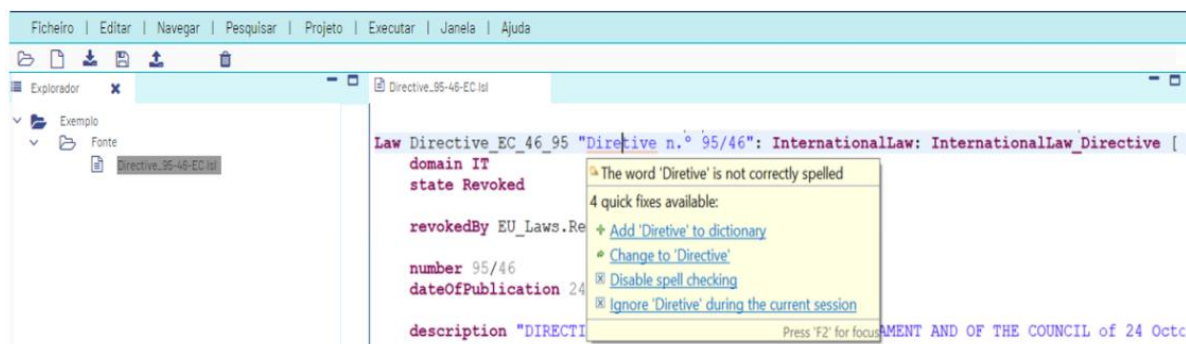 Ficheiro | Editar | Navegar | Pesquisar | Projeto | Executar | Janela | Ajuda
Explorador
Directive_95-46-EC.lsl
Exemplo
Fonte
Directive_95-46-EC.lsl
Law Directive_EC_46_95 "Diretive n.º 95/46": InternationalLaw: InternationalLaw_Directive [
domain IT
state Revoked
revokedBy EU_Laws.Re
number 95/46
dateOfPublication 24
description "DIRECTI
The word 'Diretive' is not correctly spelled
4 quick fixes available:
Add 'Diretive' to dictionary
Change to 'Directive'
Disable spell checking
Ignore 'Diretive' during the current session
Press 'F2' for focus
AMENT AND OF THE COUNCIL of 24 Octo